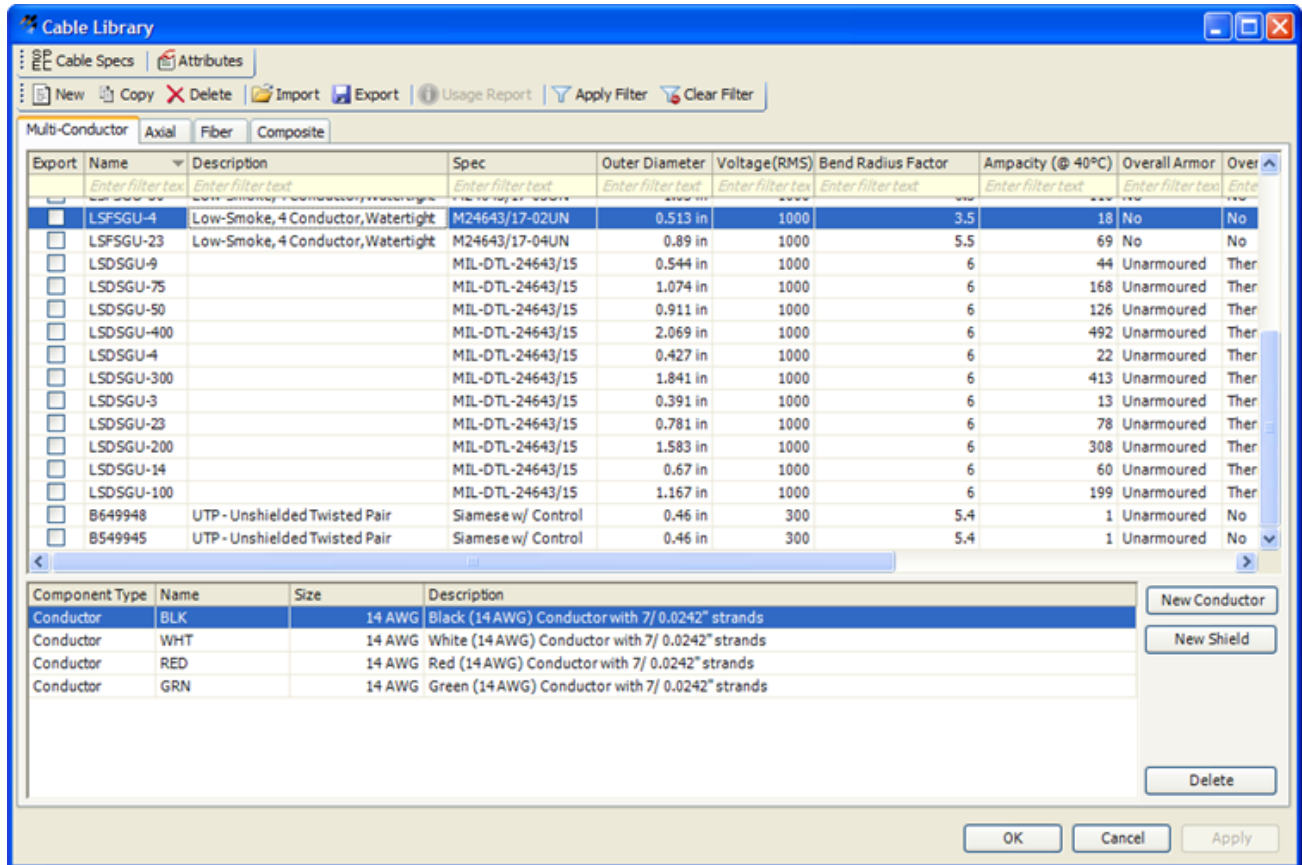 Cable Library
SPEC Cable Specs Attributes
New Copy Delete Import Export Usage Report Apply Filter Clear Filter
Multi-Conductor Axial Fiber Composite
Export Name Description Spec Outer Diameter Voltage(RMS) Bend Radius Factor Ampacity (@ 40°C) Overall Armor Over
Enter filter tex Enter filter text Enter filter text Enter filter text Enter filter tex Enter filter text Enter filter text Enter filter tex Ente
LSFSGU-4 Low-Smoke, 4 Conductor, Watertight M24643/17-02UN 0.513 in 1000 3.5 18 No No
LSFSGU-23 Low-Smoke, 4 Conductor, Watertight M24643/17-04UN 0.89 in 1000 5.5 69 No No
LSDSGU-9 MIL-DTL-24643/15 0.544 in 1000 6 44 Unarmoured Ther
LSDSGU-75 MIL-DTL-24643/15 1.074 in 1000 6 168 Unarmoured Ther
LSDSGU-50 MIL-DTL-24643/15 0.911 in 1000 6 126 Unarmoured Ther
LSDSGU-400 MIL-DTL-24643/15 2.069 in 1000 6 492 Unarmoured Ther
LSDSGU-4 MIL-DTL-24643/15 0.427 in 1000 6 22 Unarmoured Ther
LSDSGU-300 MIL-DTL-24643/15 1.841 in 1000 6 413 Unarmoured Ther
LSDSGU-3 MIL-DTL-24643/15 0.391 in 1000 6 13 Unarmoured Ther
LSDSGU-23 MIL-DTL-24643/15 0.781 in 1000 6 78 Unarmoured Ther
LSDSGU-200 MIL-DTL-24643/15 1.583 in 1000 6 308 Unarmoured Ther
LSDSGU-14 MIL-DTL-24643/15 0.67 in 1000 6 60 Unarmoured Ther
LSDSGU-100 MIL-DTL-24643/15 1.167 in 1000 6 199 Unarmoured Ther
B649948 UTP - Unshielded Twisted Pair Siamese w/ Control 0.46 in 300 5.4 1 Unarmoured No
B549945 UTP - Unshielded Twisted Pair Siamese w/ Control 0.46 in 300 5.4 1 Unarmoured No
Component Type Name Size Description
Conductor BLK 14 AWG Black (14 AWG) Conductor with 7/ 0.0242" strands
Conductor WHT 14 AWG White (14 AWG) Conductor with 7/ 0.0242" strands
Conductor RED 14 AWG Red (14 AWG) Conductor with 7/ 0.0242" strands
Conductor GRN 14 AWG Green (14 AWG) Conductor with 7/ 0.0242" strands
New Conductor
New Shield
Delete
OK Cancel Apply